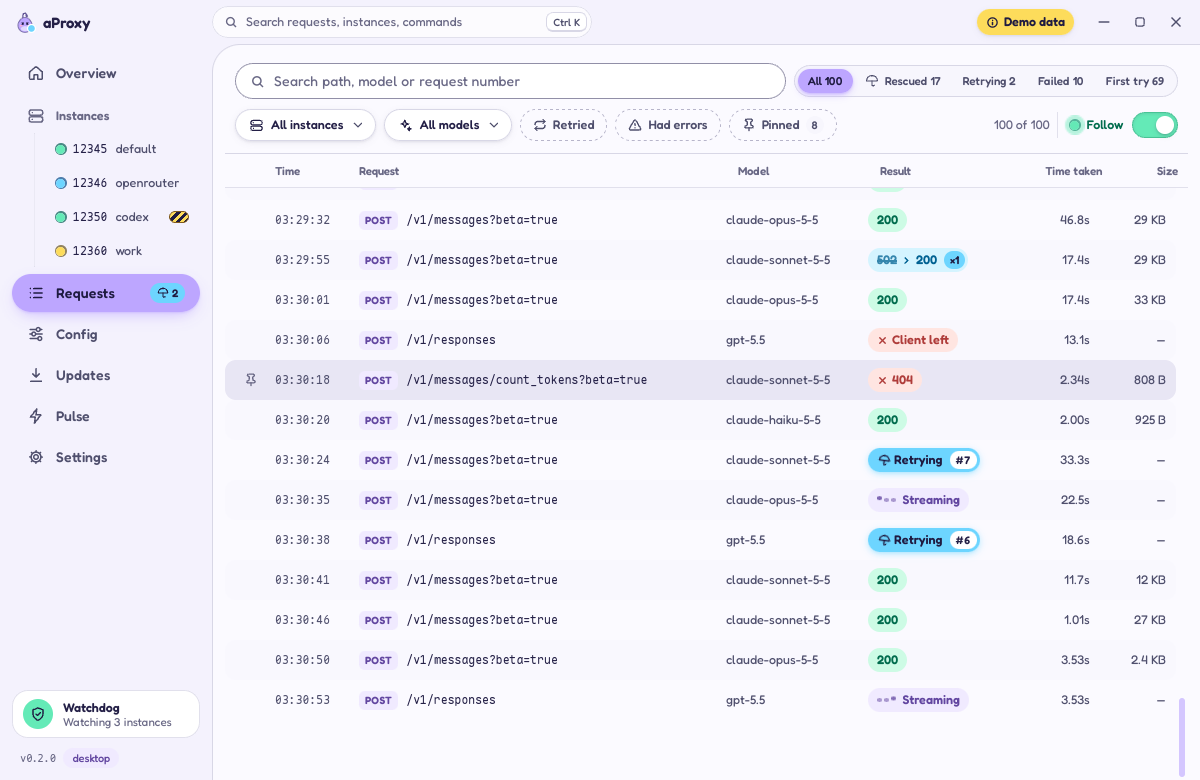 aProxy
Search requests, instances, commands
Ctrl K
Demo data
Overview
Instances
12345 default
12346 openrouter
12350 codex
12360 work
Requests 2
Config
Updates
Pulse
Settings
Watchdog
Watching 3 instances
v0.2.0 desktop
Search path, model or request number
All 100 Rescued 17 Retrying 2 Failed 10 First try 69
All instances All models Retried Had errors Pinned 8 100 of 100 Follow
Time Request Model Result Time taken Size
03:29:32 POST /v1/messages?beta=true claude-opus-5-5 200 46.8s 29 KB
03:29:55 POST /v1/messages?beta=true claude-sonnet-5-5 502 > 200 x1 17.4s 29 KB
03:30:01 POST /v1/messages?beta=true claude-opus-5-5 200 17.4s 33 KB
03:30:06 POST /v1/responses gpt-5.5 × Client left 13.1s –
03:30:18 POST /v1/messages/count_tokens?beta=true claude-sonnet-5-5 × 404 2.34s 808 B
03:30:20 POST /v1/messages?beta=true claude-haiku-5-5 200 2.00s 925 B
03:30:24 POST /v1/messages?beta=true claude-sonnet-5-5 Retrying #7 33.3s –
03:30:35 POST /v1/messages?beta=true claude-opus-5-5 Streaming 22.5s –
03:30:38 POST /v1/responses gpt-5.5 Retrying #6 18.6s –
03:30:41 POST /v1/messages?beta=true claude-sonnet-5-5 200 11.7s 12 KB
03:30:46 POST /v1/messages?beta=true claude-sonnet-5-5 200 1.01s 27 KB
03:30:50 POST /v1/messages?beta=true claude-opus-5-5 200 3.53s 2.4 KB
03:30:53 POST /v1/responses gpt-5.5 Streaming 3.53s –